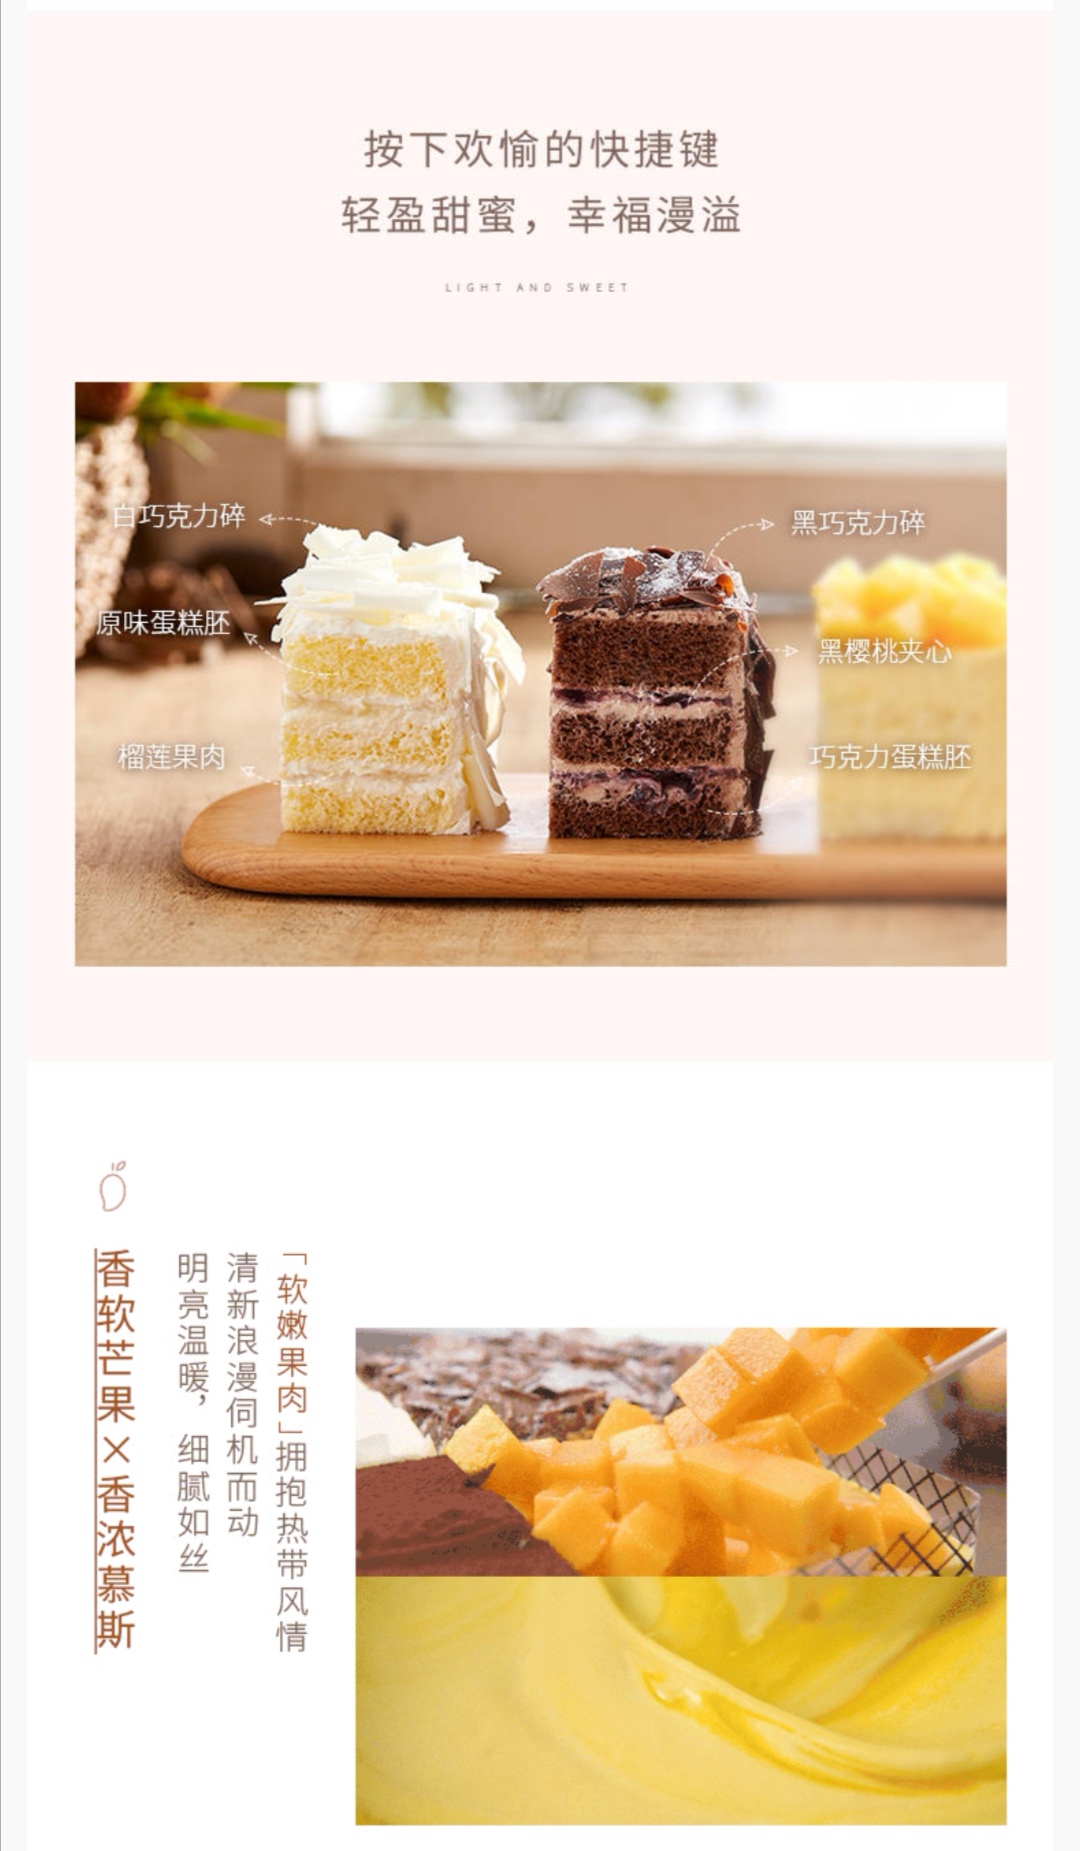 按下欢愉的快捷键
轻盈甜蜜，幸福漫溢
LIGHT AND SWEET
白巧克力碎
黑巧克力碎
原味蛋糕胚
黑樱桃夹心
榴莲果肉
巧克力蛋糕胚
香软芒果×香浓慕斯
「软嫩果肉」拥抱热带风情
清新浪漫伺机而动
明亮温暖，细腻如丝